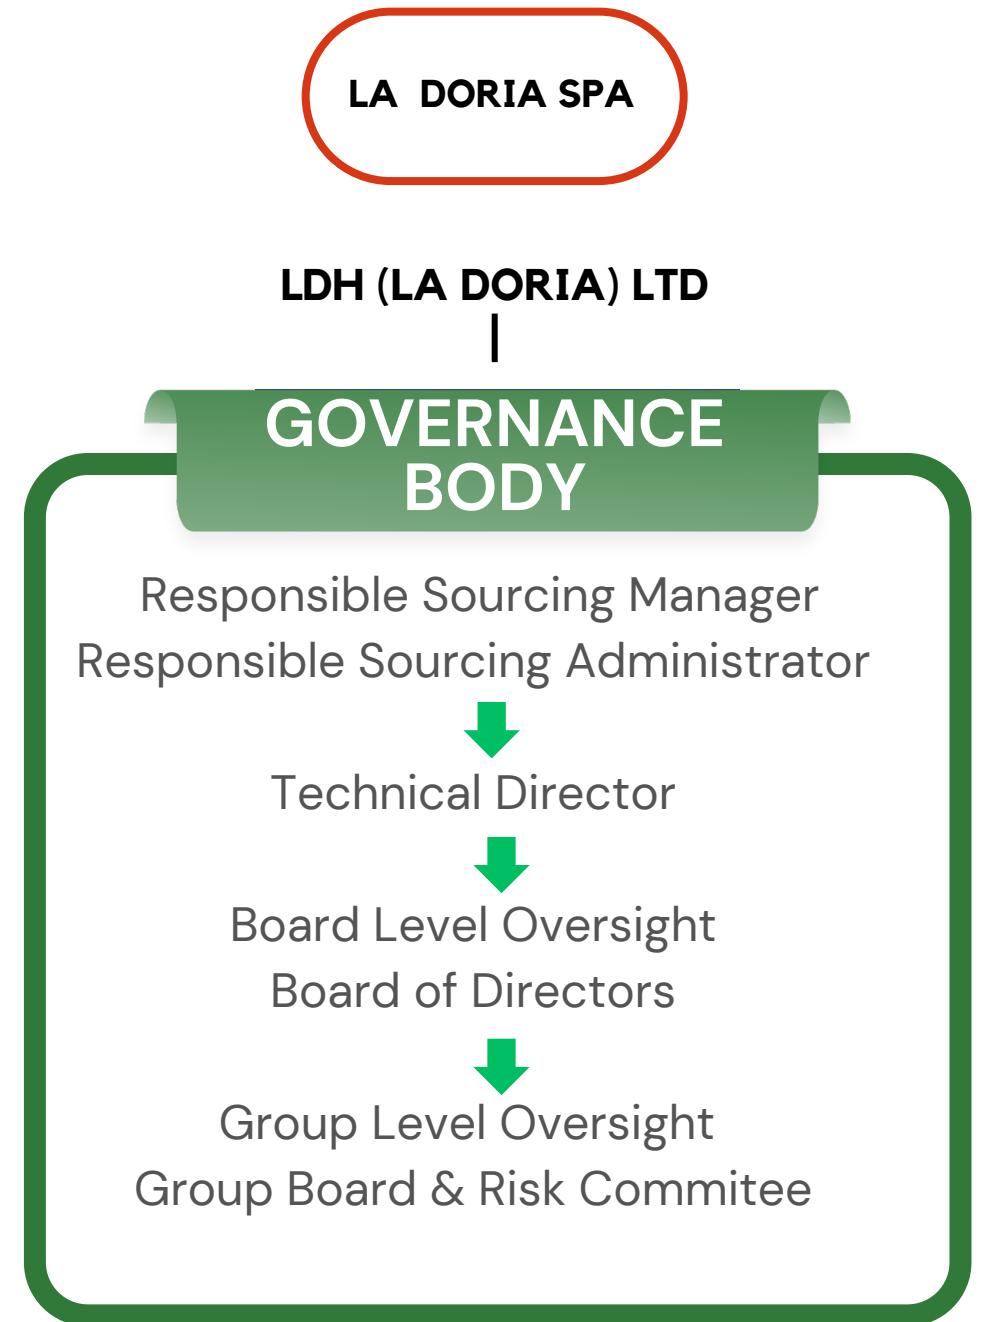 LA DORIA SPA
LDH (LA DORIA) LTD
GOVERNANCE
BODY
Responsible Sourcing Manager
Responsible Sourcing Administrator
Technical Director
Board Level Oversight
Board of Directors
Group Level Oversight
Group Board & Risk Commitee